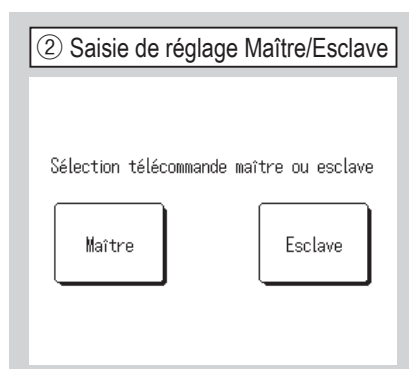 ② Saisie de réglage Maître/Esclave
Sélection télécommande maître ou esclave
Maître
Esclave